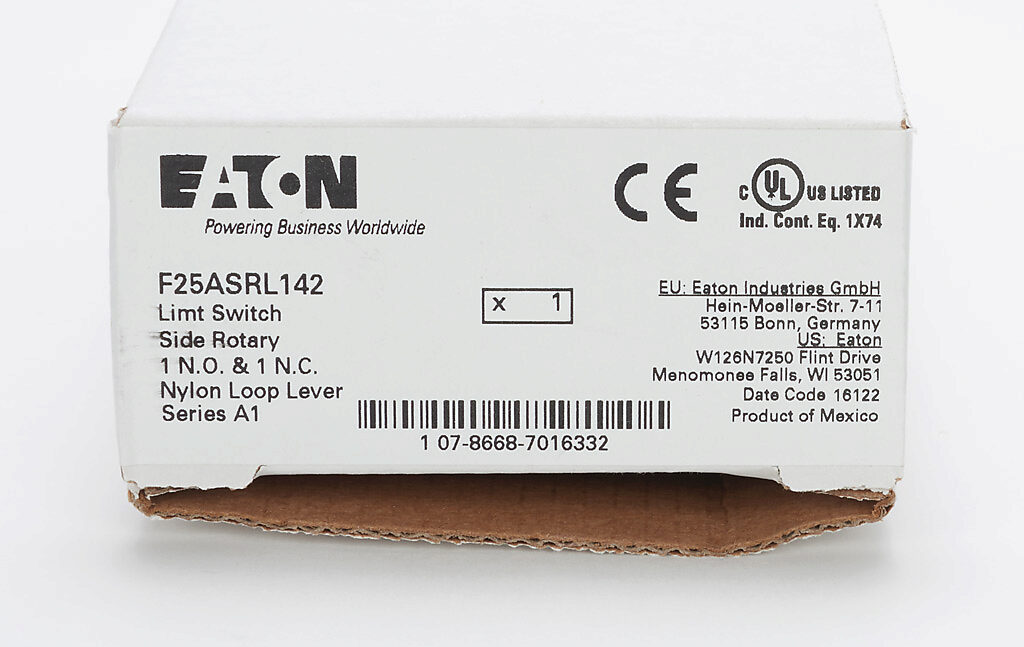 EATON
Powering Business Worldwide
CE
C UL US LISTED
Ind. Cont. Eq. 1X74
F25ASRL142
Limt Switch
Side Rotary
1 N.O. & 1 N.C.
Nylon Loop Lever
Series A1
x 1
EU: Eaton Industries GmbH
Hein-Moeller-Str. 7-11
53115 Bonn, Germany
US: Eaton
W126N7250 Flint Drive
Menomonee Falls, WI 53051
Date Code 16122
Product of Mexico
1 07-8668-7016332